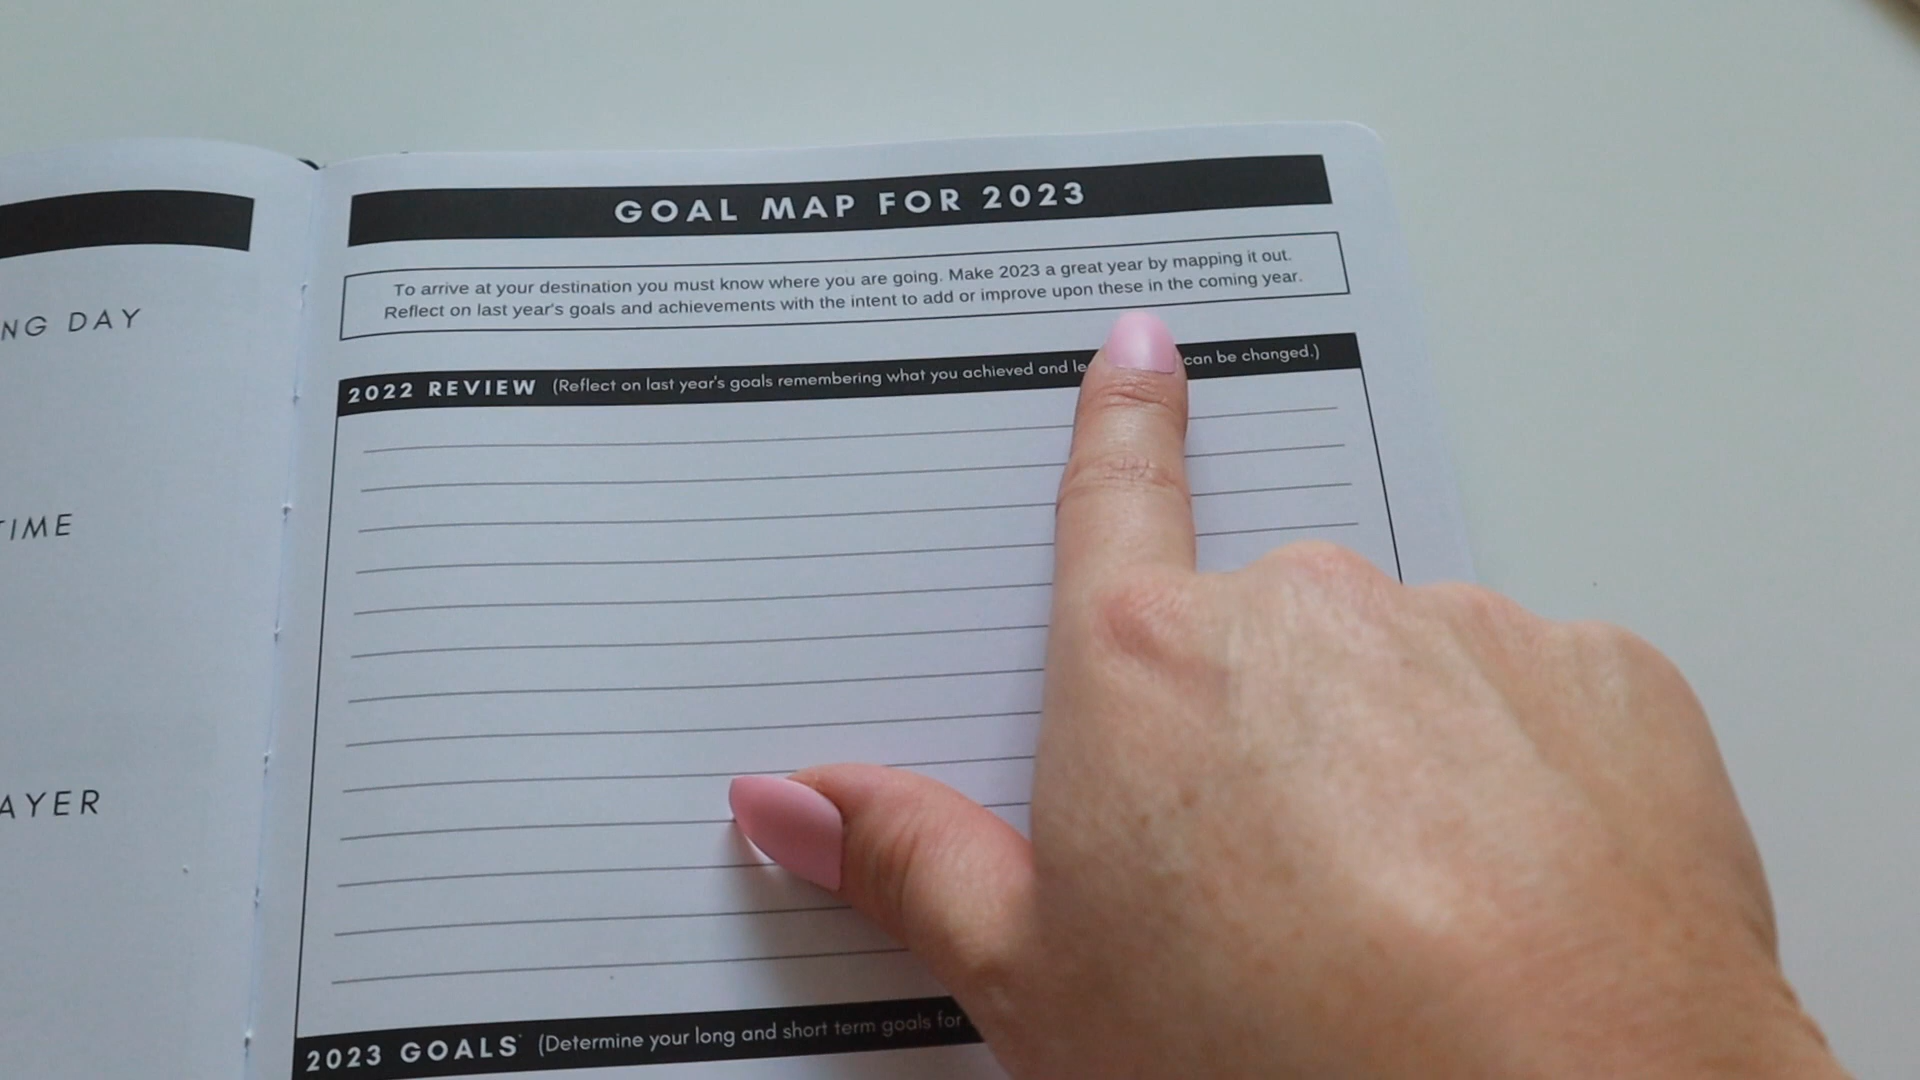 NG DAY
TIME
AYER
GOAL MAP FOR 2023
To arrive at your destination you must know where you are going. Make 2023 a great year by mapping it out.
Reflect on last year's goals and achievements with the intent to add or improve upon these in the coming year.
2022 REVIEW (Reflect on last year's goals remembering what you achieved and le can be changed.)
2023 GOALS (Determine your long and short term goals for